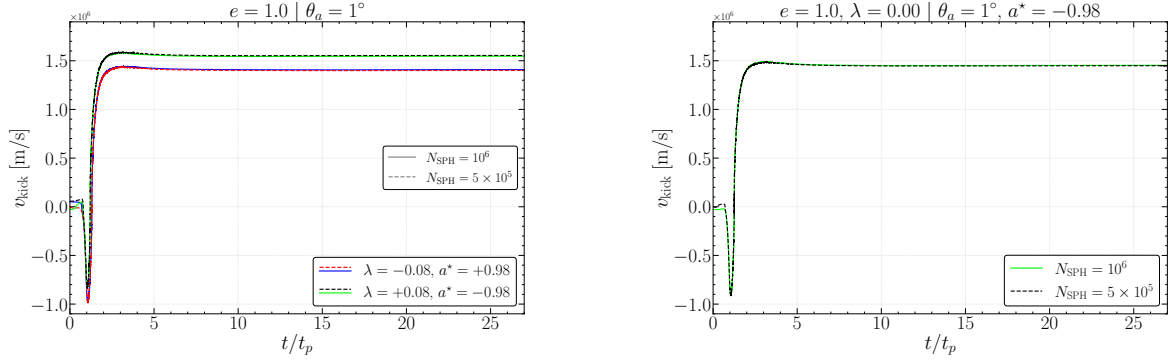 e = 1.0 | θ_a = 1°
×10⁶
1.5
1.0
0.5
0.0
−0.5
−1.0
v_kick [m/s]
N_SPH = 10⁶
N_SPH = 5 × 10⁵
λ = −0.08, a⋆ = +0.98
λ = +0.08, a⋆ = −0.98
0 5 10 15 20 25
t/t_p
e = 1.0, λ = 0.00 | θ_a = 1°, a⋆ = −0.98
×10⁶
1.5
1.0
0.5
0.0
−0.5
−1.0
v_kick [m/s]
N_SPH = 10⁶
N_SPH = 5 × 10⁵
0 5 10 15 20 25
t/t_p